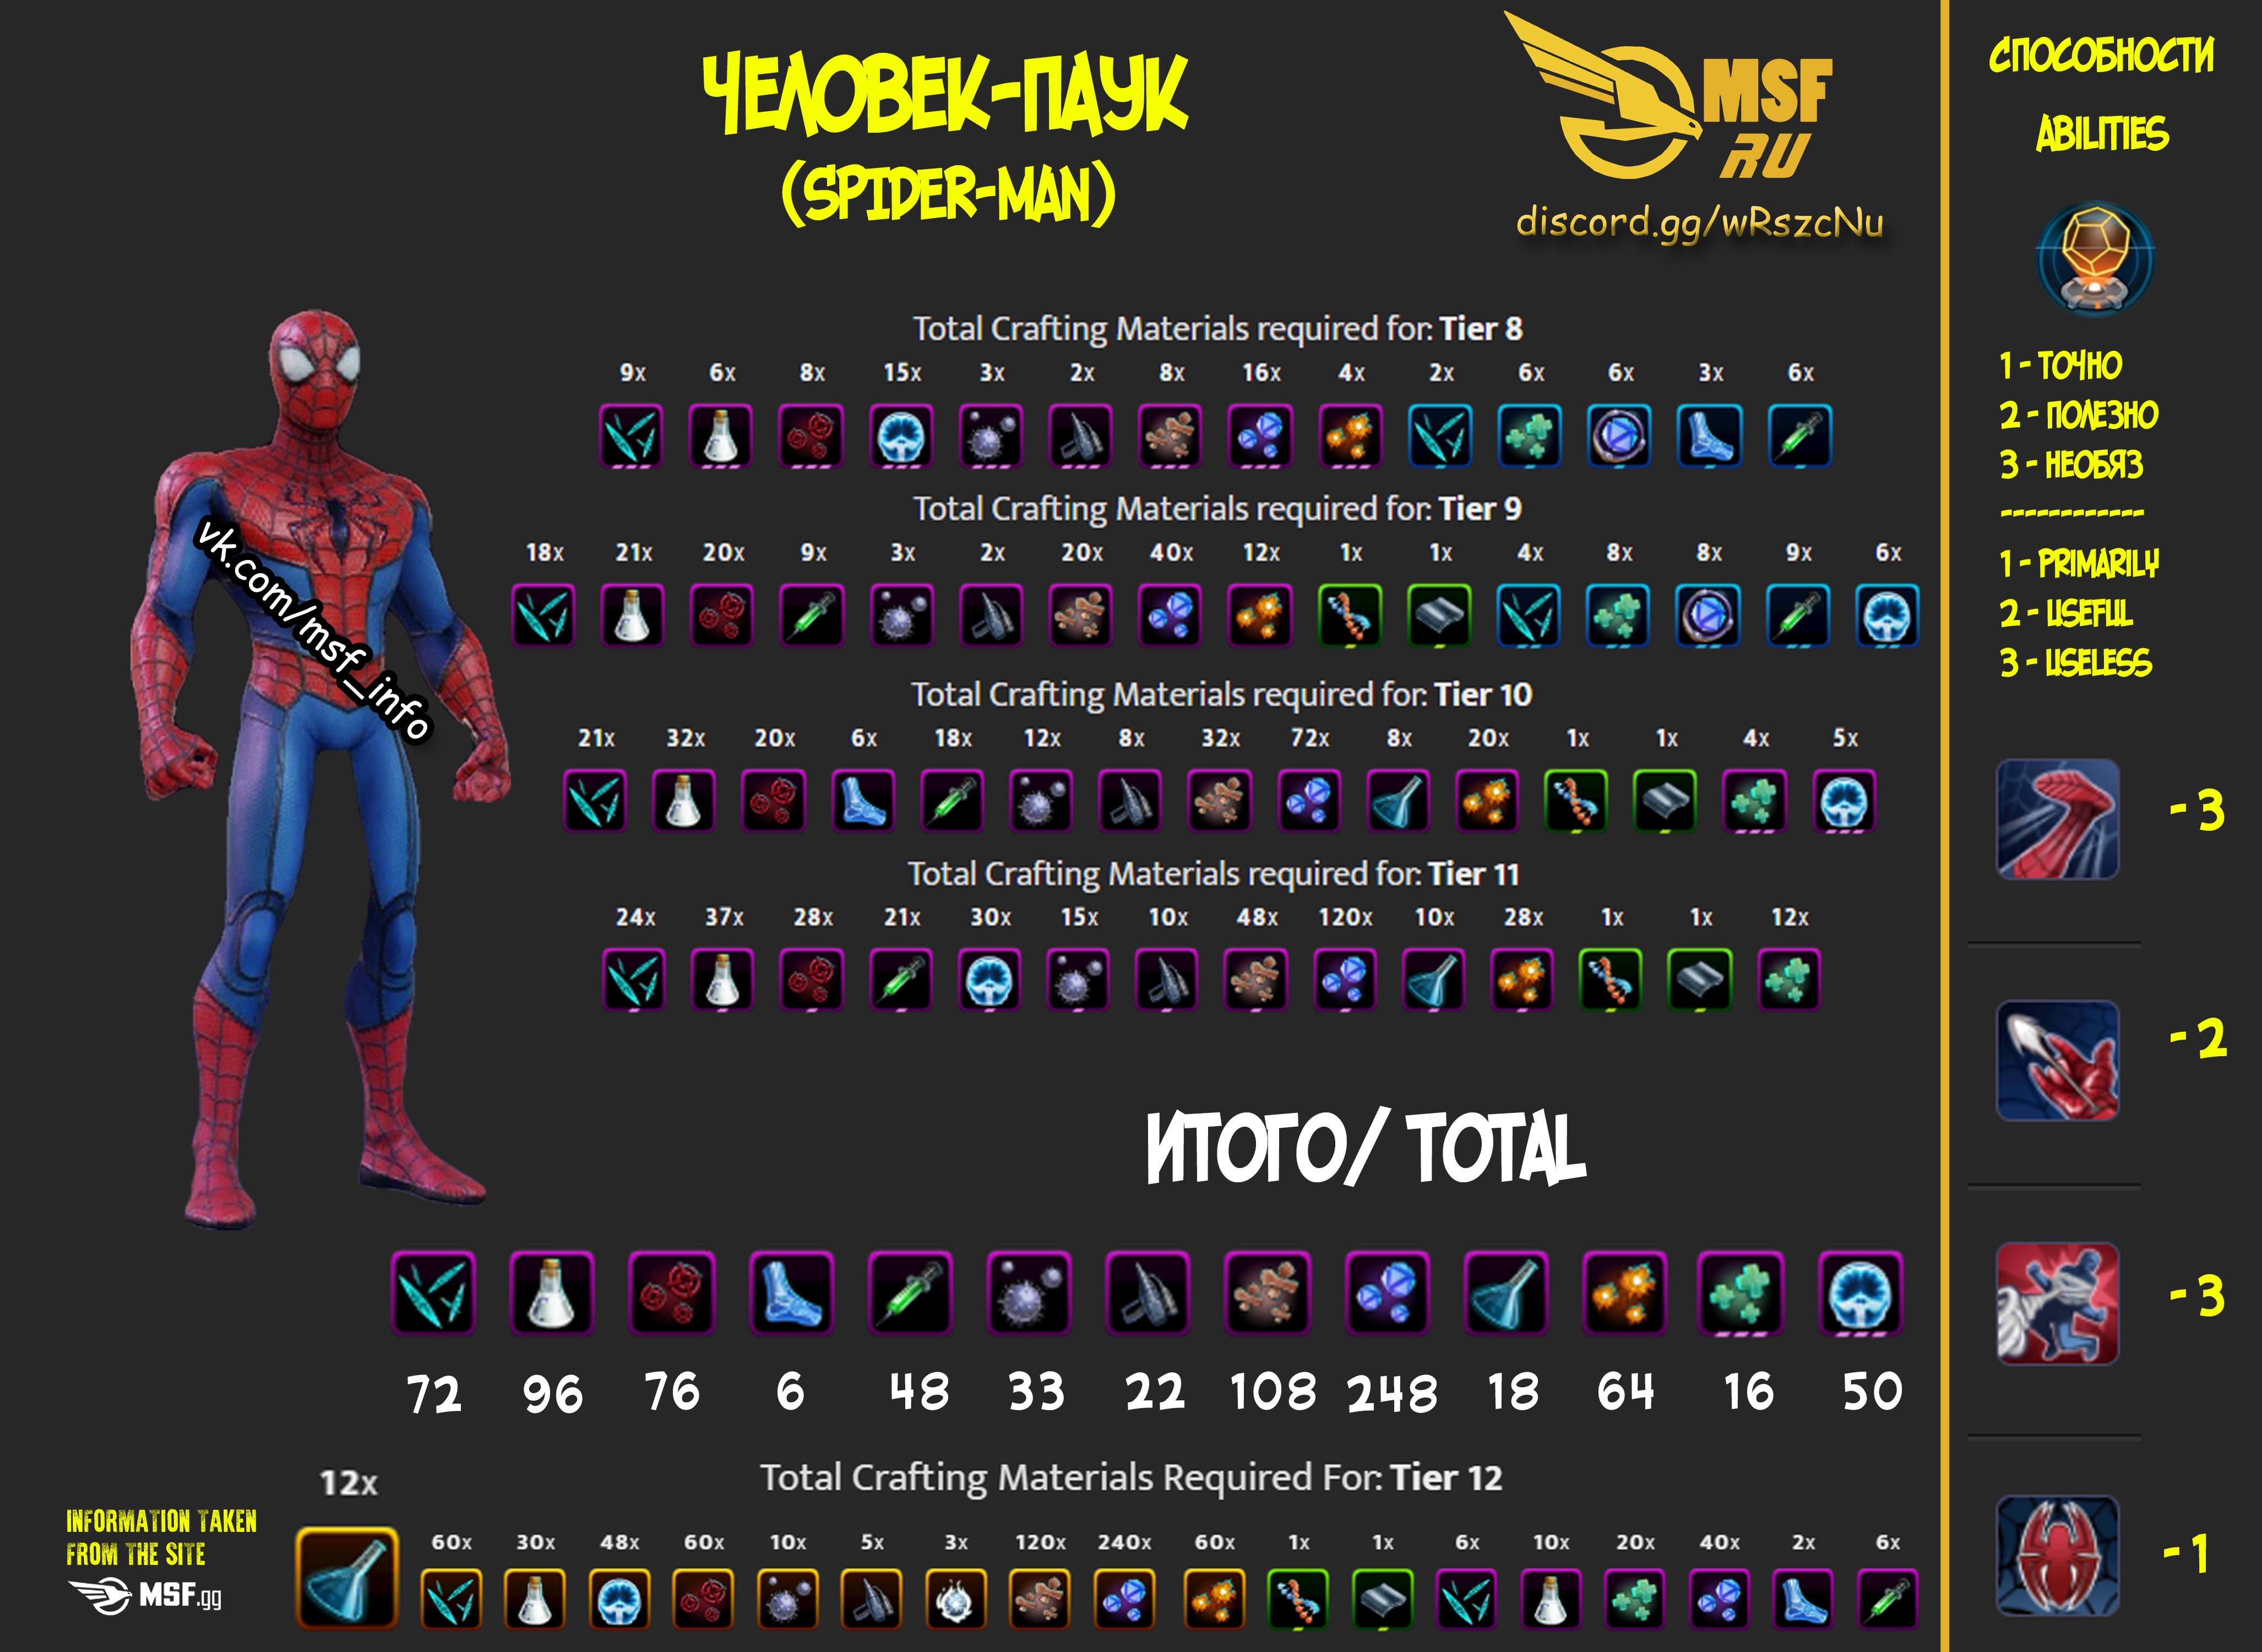 ЧЕЛОВЕК-ПАУК
(SPIDER-MAN)
MSF
RU
discord.gg/wRszcNu
vk.com/msf_info
Total Crafting Materials required for: Tier 8
9x 6x 8x 15x 3x 2x 8x 16x 4x 2x 6x 6x 3x 6x
Total Crafting Materials required for: Tier 9
18x 21x 20x 9x 3x 2x 20x 40x 12x 1x 1x 4x 8x 8x 9x 6x
Total Crafting Materials required for: Tier 10
21x 32x 20x 6x 18x 12x 8x 32x 72x 8x 20x 1x 1x 4x 5x
Total Crafting Materials required for: Tier 11
24x 37x 28x 21x 30x 15x 10x 48x 120x 10x 28x 1x 1x 12x
ИТОГО/ TOTAL
72 96 76 6 48 33 22 108 248 18 64 16 50
Total Crafting Materials Required For: Tier 12
12x
60x 30x 48x 60x 10x 5x 3x 120x 240x 60x 1x 1x 6x 10x 20x 40x 2x 6x
INFORMATION TAKEN
FROM THE SITE
MSF.gg
СПОСОБНОСТИ
ABILITIES
1 - ТОЧНО
2 - ПОЛЕЗНО
3 - НЕОБЯЗ
------------
1 - PRIMARILY
2 - USEFUL
3 - USELESS
- 3
- 2
- 3
- 1